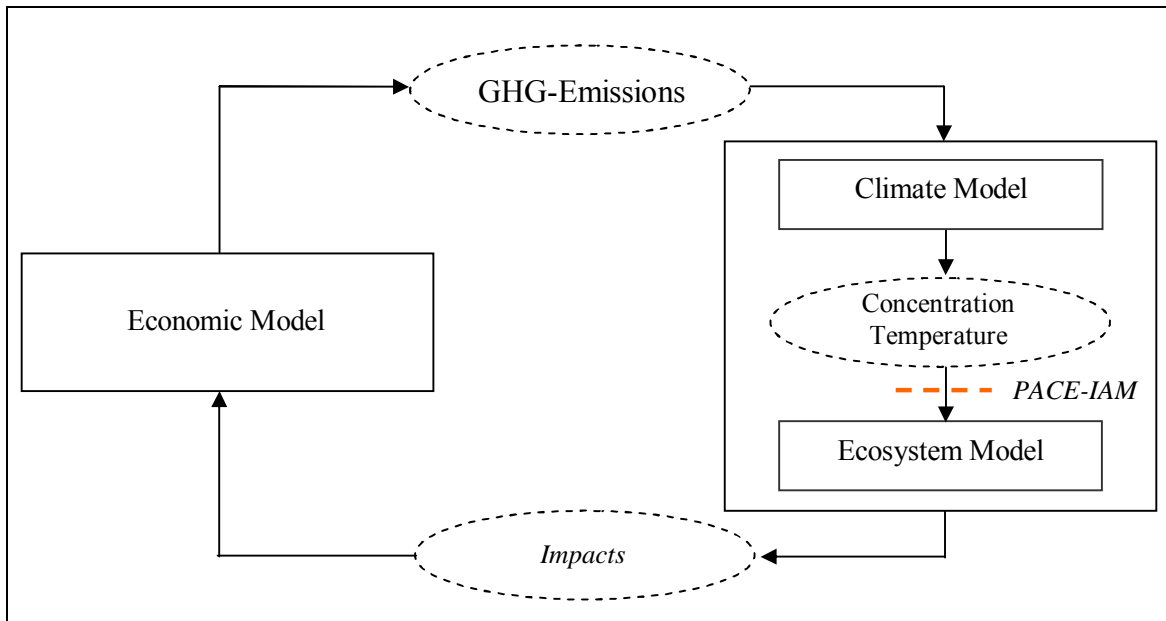 GHG-Emissions
Climate Model
Economic Model
Concentration
Temperature
PACE-IAM
Ecosystem Model
Impacts